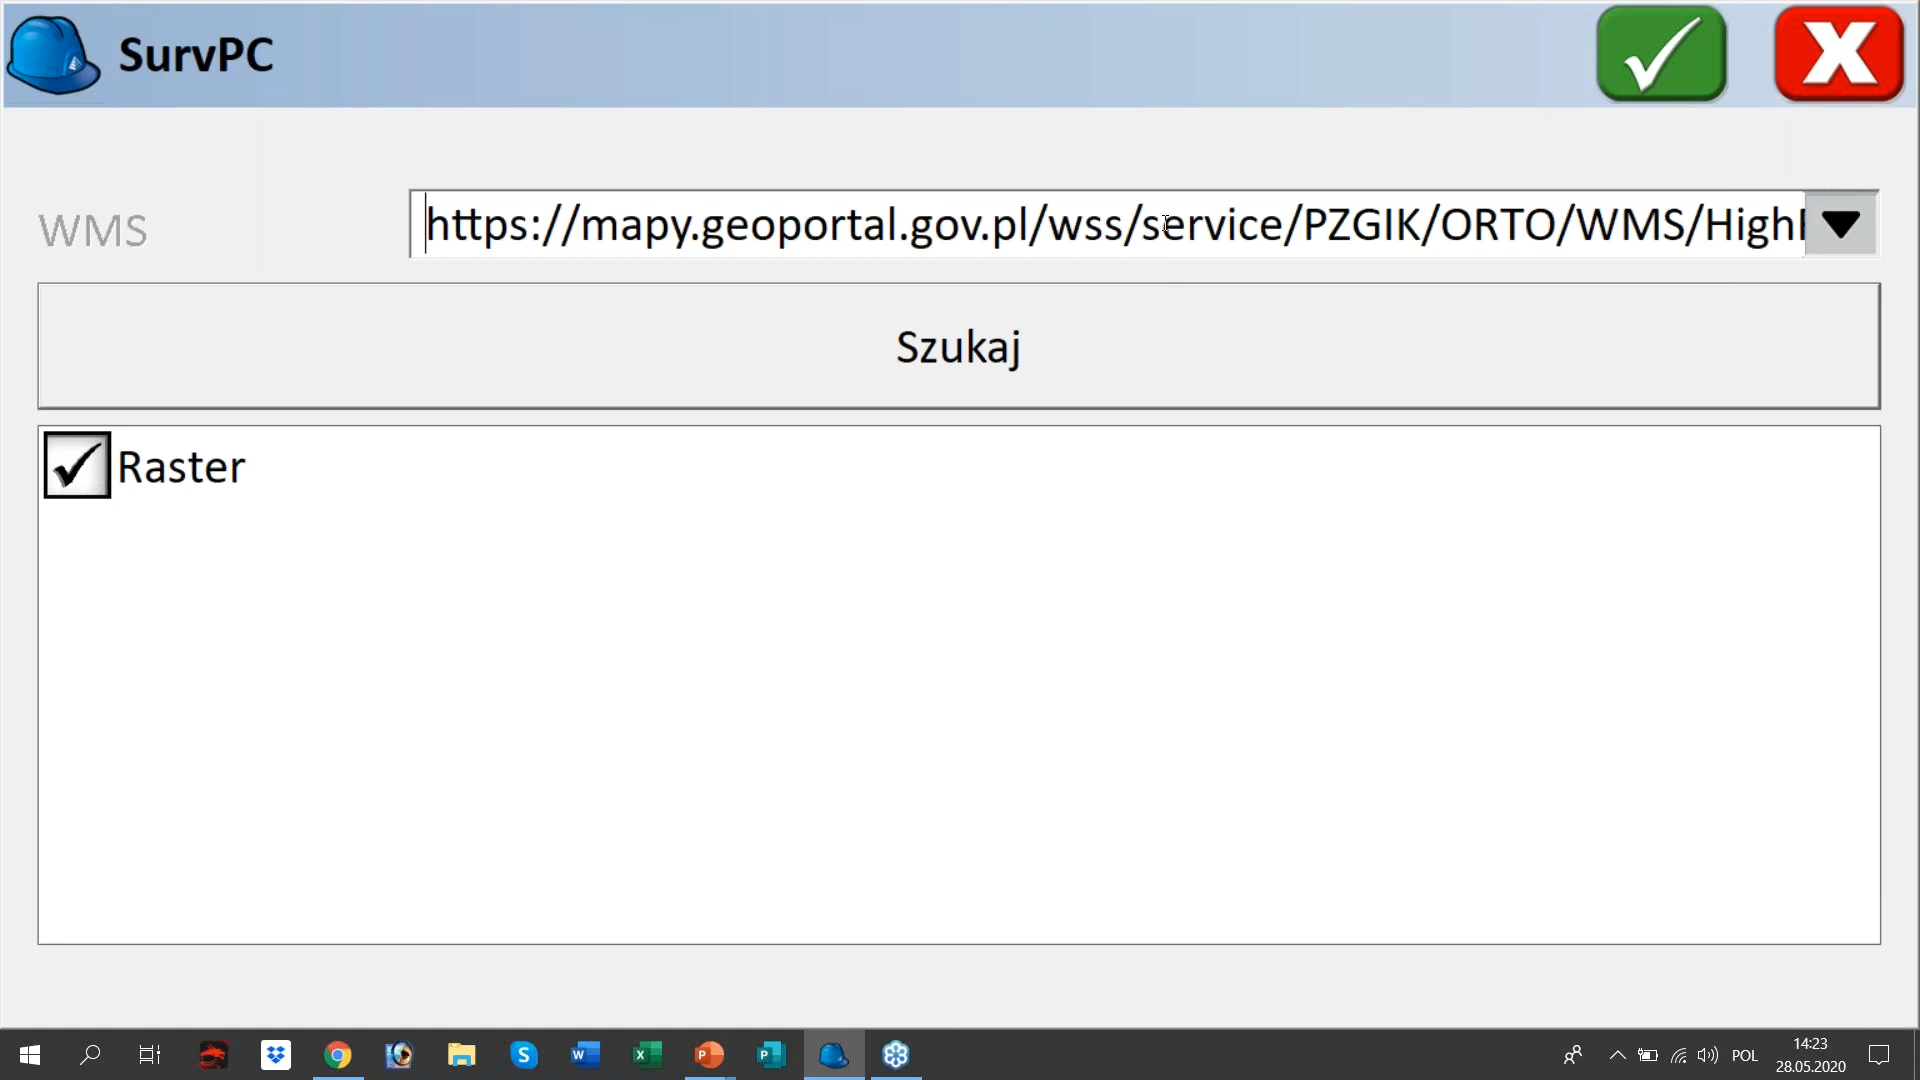 SurvPC
WMS
https://mapy.geoportal.gov.pl/wss/service/PZGIK/ORTO/WMS/High
Szukaj
Raster
POL
14:23
28.05.2020